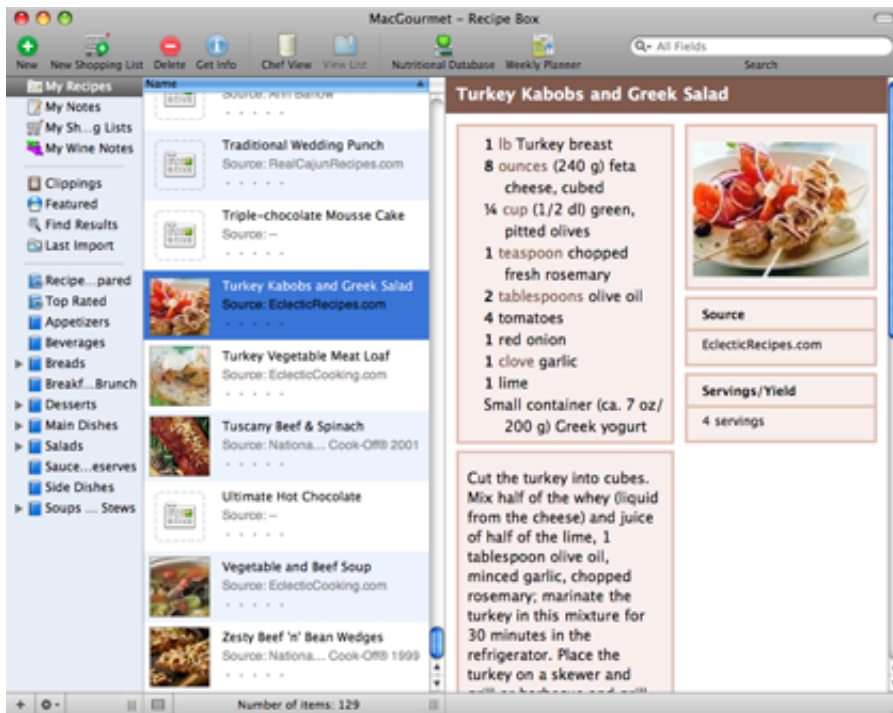 MacGourmet – Recipe Box
New New Shopping List Delete Get Info Chef View View List Nutritional Database Weekly Planner
All Fields
Search
My Recipes
My Notes
My Sh...g Lists
My Wine Notes
Clippings
Featured
Find Results
Last Import
Recipe...pared
Top Rated
Appetizers
Beverages
Breads
Breakf...Brunch
Desserts
Main Dishes
Salads
Sauce...eserves
Side Dishes
Soups ... Stews
Name
Source: Ann Barlow
Traditional Wedding Punch
Source: RealCajunRecipes.com
Triple-chocolate Mousse Cake
Source: --
Turkey Kabobs and Greek Salad
Source: EclecticRecipes.com
Turkey Vegetable Meat Loaf
Source: EclecticCooking.com
Tuscany Beef & Spinach
Source: Nationa... Cook-Off® 2001
Ultimate Hot Chocolate
Source: --
Vegetable and Beef Soup
Source: EclecticCooking.com
Zesty Beef 'n' Bean Wedges
Source: Nationa... Cook-Off® 1999
Number of items: 129
Turkey Kabobs and Greek Salad
1 lb Turkey breast
8 ounces (240 g) feta
cheese, cubed
¼ cup (1/2 dl) green,
pitted olives
1 teaspoon chopped
fresh rosemary
2 tablespoons olive oil
4 tomatoes
1 red onion
1 clove garlic
1 lime
Small container (ca. 7 oz/
200 g) Greek yogurt
Source
EclecticRecipes.com
Servings/Yield
4 servings
Cut the turkey into cubes.
Mix half of the whey (liquid
from the cheese) and juice
of half of the lime, 1
tablespoon olive oil,
minced garlic, chopped
rosemary; marinate the
turkey in this mixture for
30 minutes in the
refrigerator. Place the
turkey on a skewer and
grill or barbecue and grill